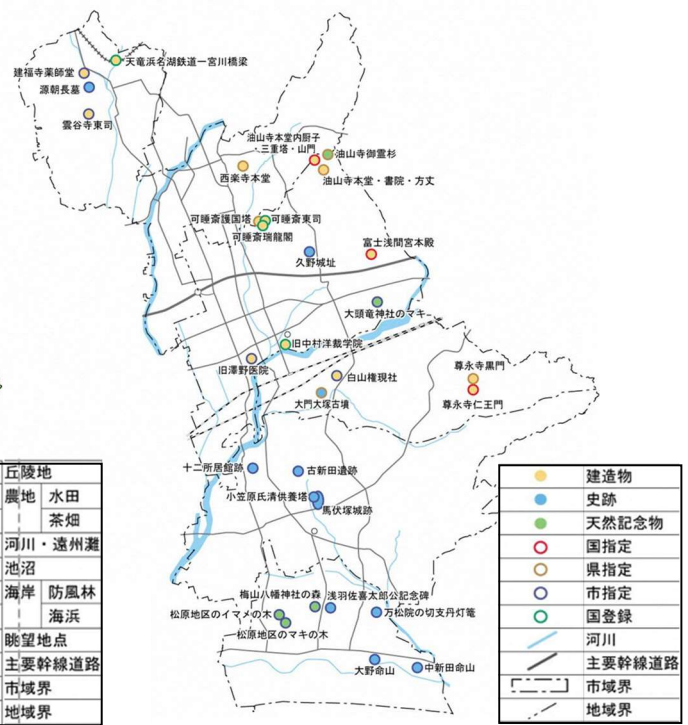 天竜浜名湖鉄道一宮川橋梁
建福寺薬師堂
源朝長墓
雲谷寺東司
油山寺本堂内厨子
・三重塔・山門
油山寺御霊杉
西楽寺本堂
油山寺本堂・書院・方丈
可睡斎護国塔
可睡斎東司
可睡斎瑞龍閣
富士浅間宮本殿
久野城址
大頭竜神社のマキ
旧中村洋裁学院
旧澤野医院
白山権現社
尊永寺黒門
大門大塚古墳
尊永寺仁王門
十二所居館跡
古新田遺跡
小笠原氏清供養塔
馬伏塚城跡
梅山八幡神社の森
浅羽佐喜太郎公記念碑
松原地区のイマメの木
万松院の切支丹灯篭
松原地区のマキの木
大野命山
中新田命山
丘陵地
農地
水田
茶畑
河川・遠州灘
池沼
海岸
防風林
海浜
眺望地点
主要幹線道路
市域界
地域界
建造物
史跡
天然記念物
国指定
県指定
市指定
国登録
河川
主要幹線道路
市域界
地域界